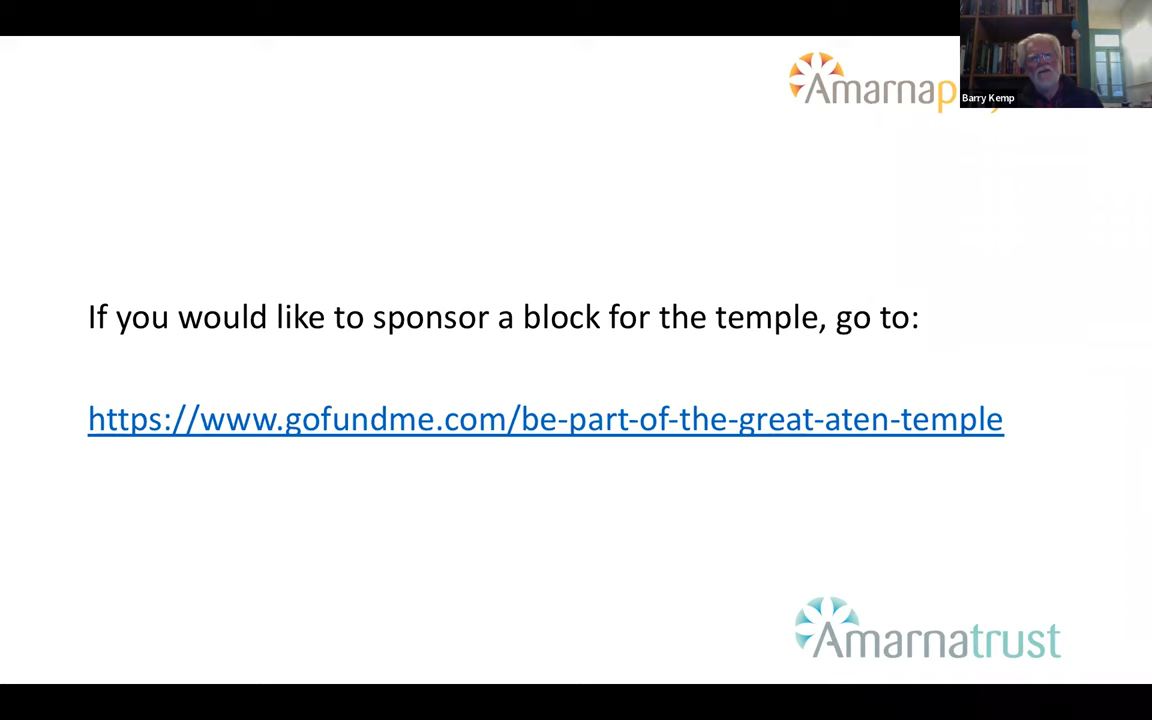 Amarnap
Barry Kemp
If you would like to sponsor a block for the temple, go to:
https://www.gofundme.com/be-part-of-the-great-aten-temple
Amarnatrust